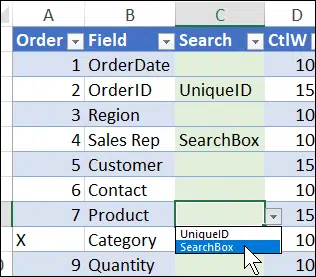 A B C D
Order Field Search CtlW
1 OrderDate 10
2 OrderID UniqueID 15
3 Region 10
4 Sales Rep SearchBox 10
5 Customer 15
6 Contact 10
7 Product 15
UniqueID
X Category SearchBox 10
9 Quantity 10